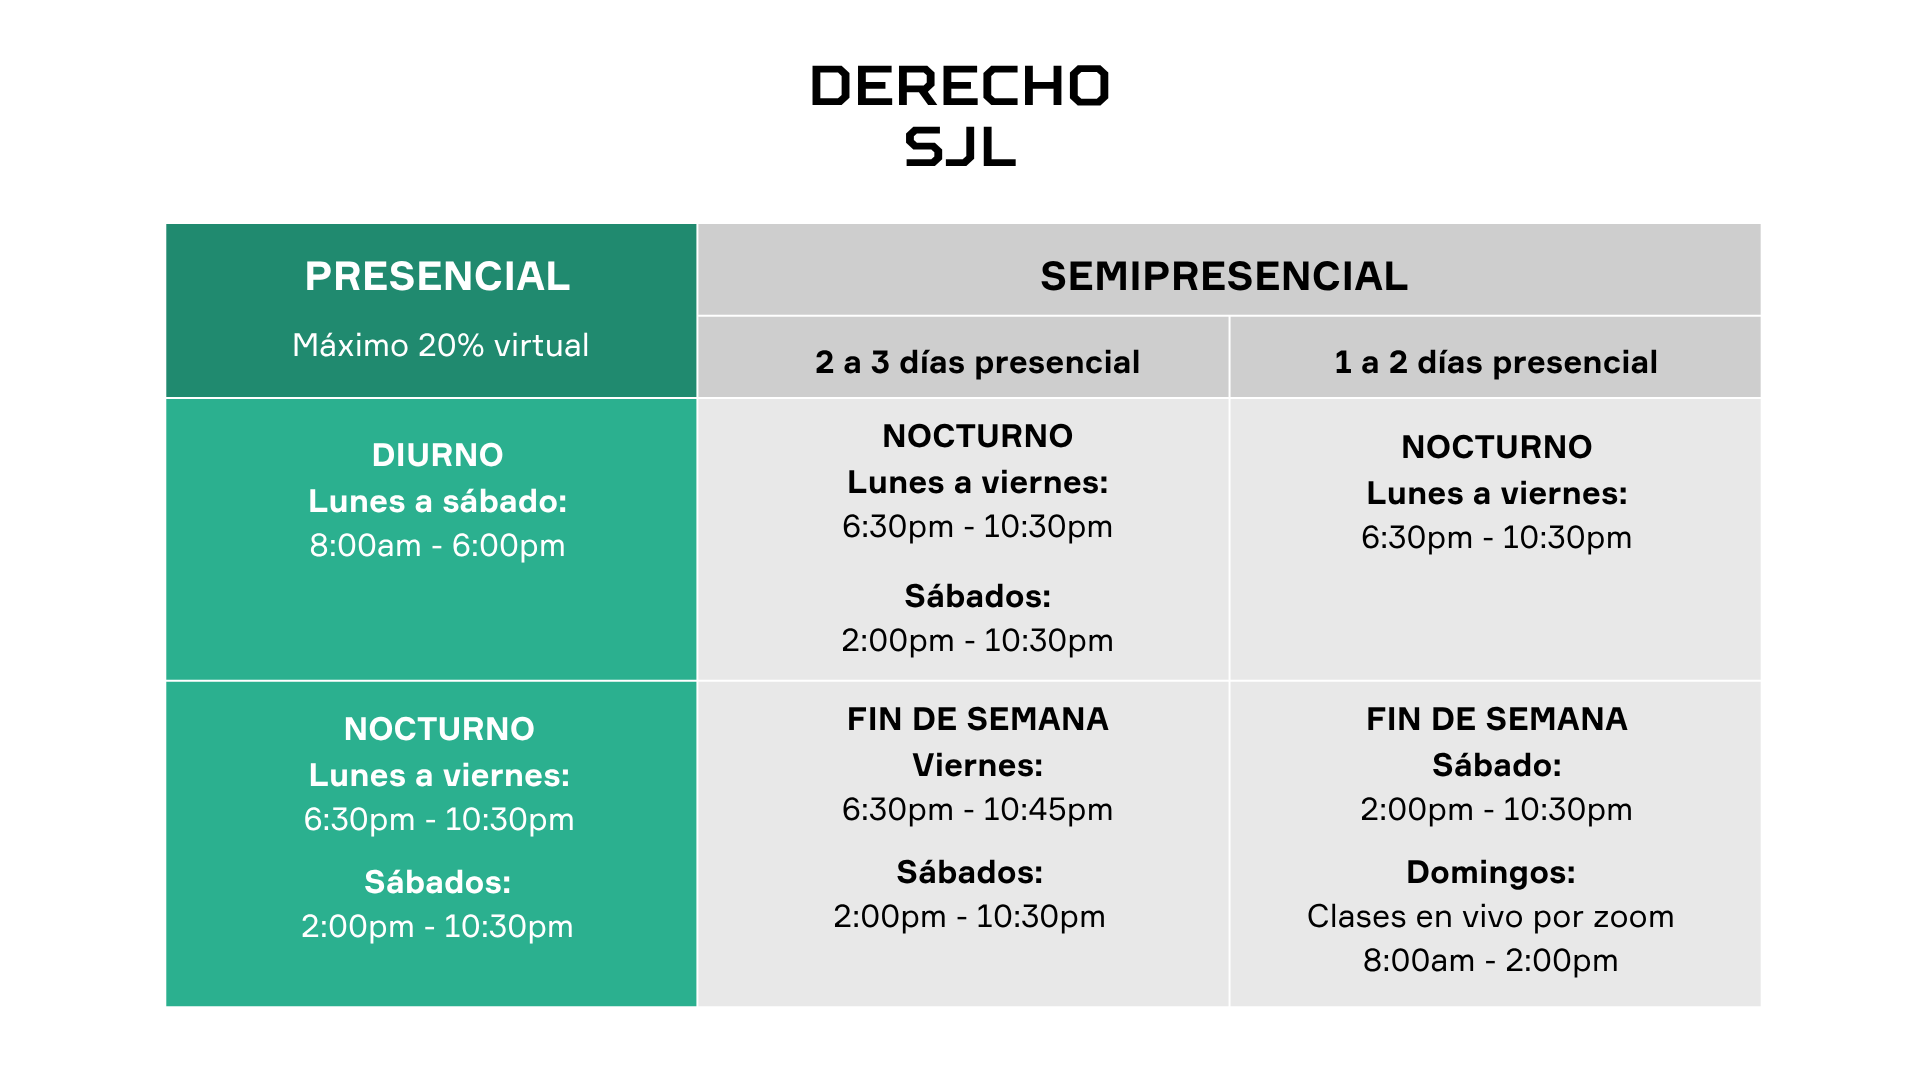 DERECHO
SJL
PRESENCIAL
Máximo 20% virtual
SEMIPRESENCIAL
2 a 3 días presencial
1 a 2 días presencial
DIURNO
Lunes a sábado:
8:00am - 6:00pm
NOCTURNO
Lunes a viernes:
6:30pm - 10:30pm
Sábados:
2:00pm - 10:30pm
NOCTURNO
Lunes a viernes:
6:30pm - 10:30pm
NOCTURNO
Lunes a viernes:
6:30pm - 10:30pm
Sábados:
2:00pm - 10:30pm
FIN DE SEMANA
Viernes:
6:30pm - 10:45pm
Sábados:
2:00pm - 10:30pm
FIN DE SEMANA
Sábado:
2:00pm - 10:30pm
Domingos:
Clases en vivo por zoom
8:00am - 2:00pm